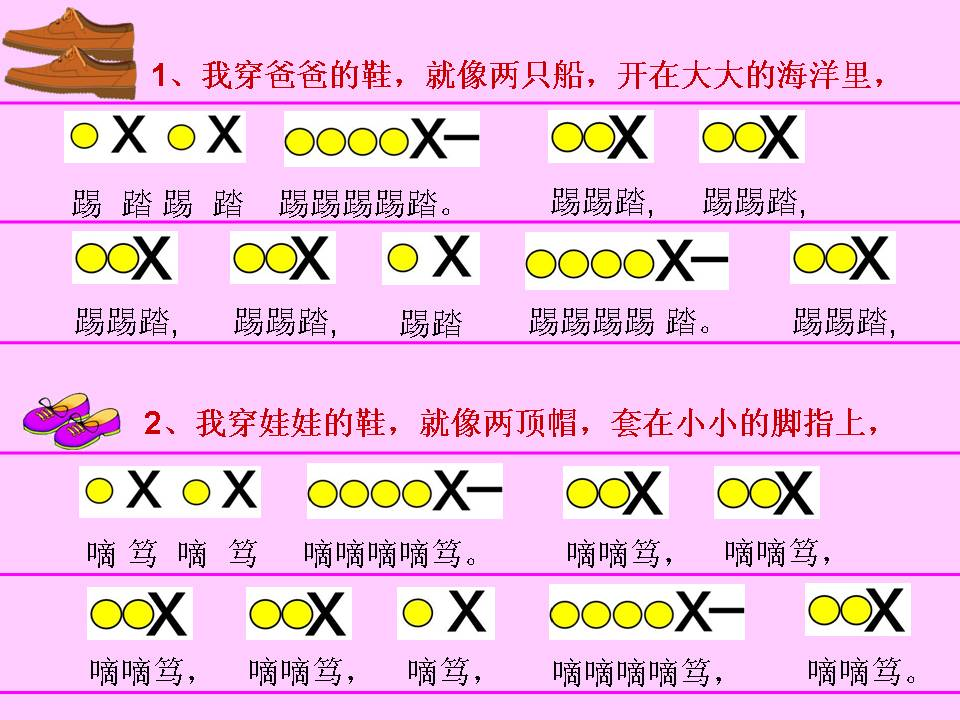 1、我穿爸爸的鞋，就像两只船，开在大大的海洋里，
X X X— X X
踢 踏 踢 踏 踢踢踢踢踏。 踢踢踏, 踢踢踏,
X X X X— X
踢踢踏, 踢踢踏, 踢踏 踢踢踢踢 踏。 踢踢踏,
2、我穿娃娃的鞋，就像两顶帽，套在小小的脚指上，
X X X— X X
嘀 笃 嘀 笃 嘀嘀嘀嘀笃。 嘀嘀笃， 嘀嘀笃，
X X X X— X
嘀嘀笃， 嘀嘀笃， 嘀笃， 嘀嘀嘀嘀笃， 嘀嘀笃。